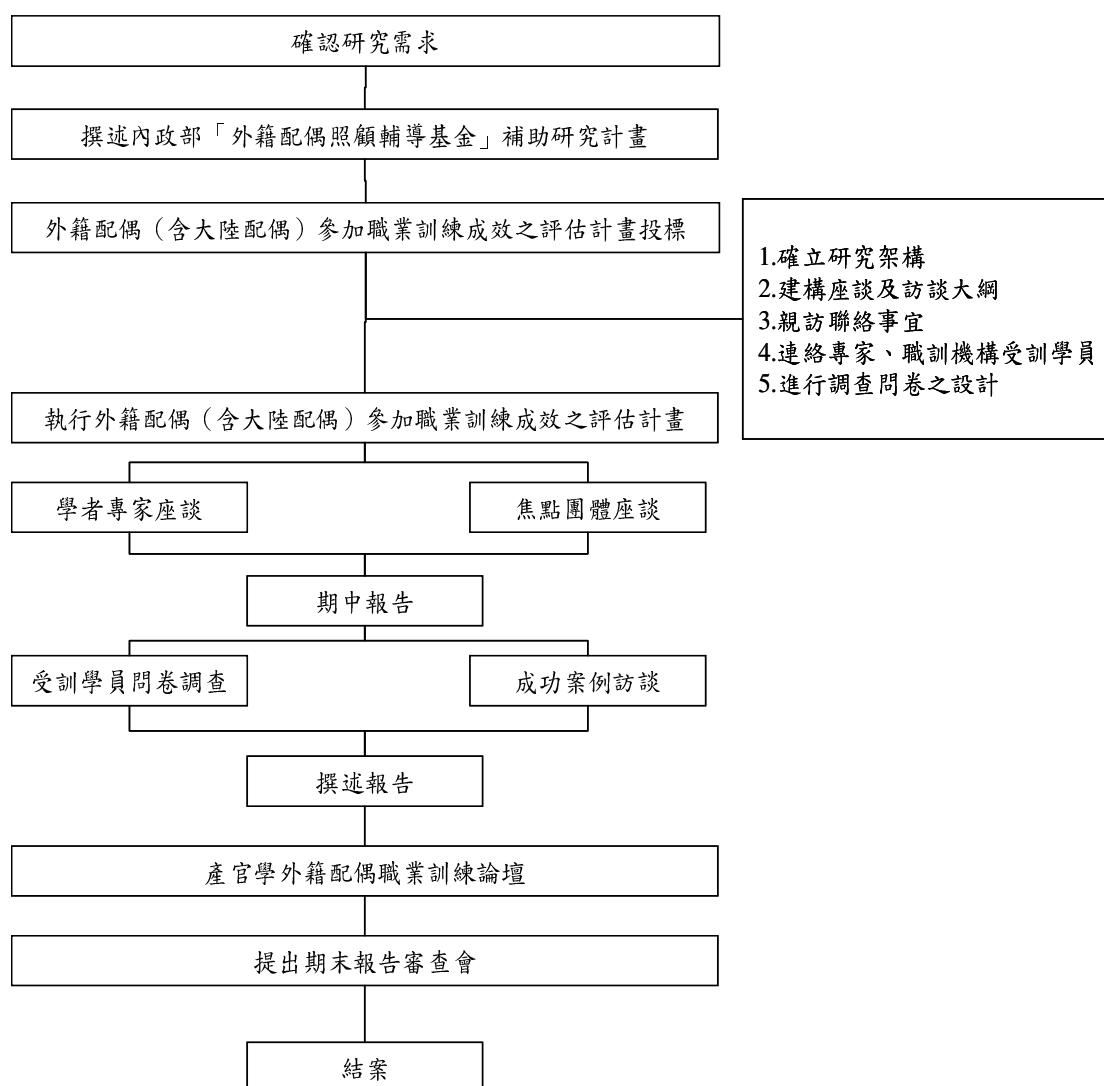 確認研究需求
撰述內政部「外籍配偶照顧輔導基金」補助研究計畫
外籍配偶（含大陸配偶）參加職業訓練成效之評估計畫投標
1.確立研究架構
2.建構座談及訪談大綱
3.親訪聯絡事宜
4.連絡專家、職訓機構受訓學員
5.進行調查問卷之設計
執行外籍配偶（含大陸配偶）參加職業訓練成效之評估計畫
學者專家座談
焦點團體座談
期中報告
受訓學員問卷調查
成功案例訪談
撰述報告
產官學外籍配偶職業訓練論壇
提出期末報告審查會
結案